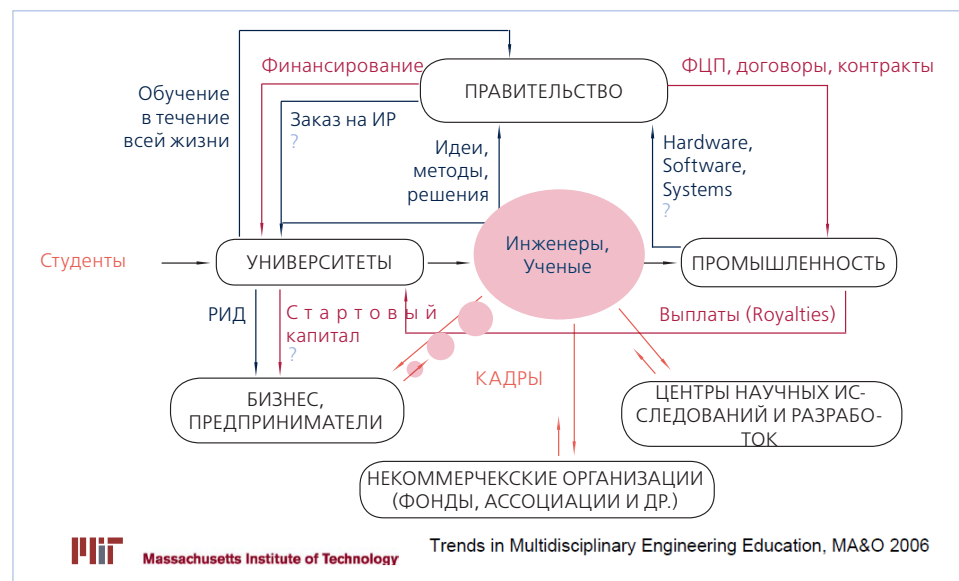 Финансирование
ПРАВИТЕЛЬСТВО
ФЦП, договоры, контракты
Обучение
в течение
всей жизни
Заказ на ИР
?
Идеи,
методы,
решения
Hardware,
Software,
Systems
?
Студенты
УНИВЕРСИТЕТЫ
Инженеры,
Ученые
ПРОМЫШЛЕННОСТЬ
РИД
Стартовый
капитал
?
Выплаты (Royalties)
КАДРЫ
БИЗНЕС,
ПРЕДПРИНИМАТЕЛИ
ЦЕНТРЫ НАУЧНЫХ ИС-
СЛЕДОВАНИЙ И РАЗРАБО-
ТОК
НЕКОММЕРЧЕКСКИЕ ОРГАНИЗАЦИИ
(ФОНДЫ, АССОЦИАЦИИ И ДР.)
MIT
Massachusetts Institute of Technology
Trends in Multidisciplinary Engineering Education, MA&O 2006